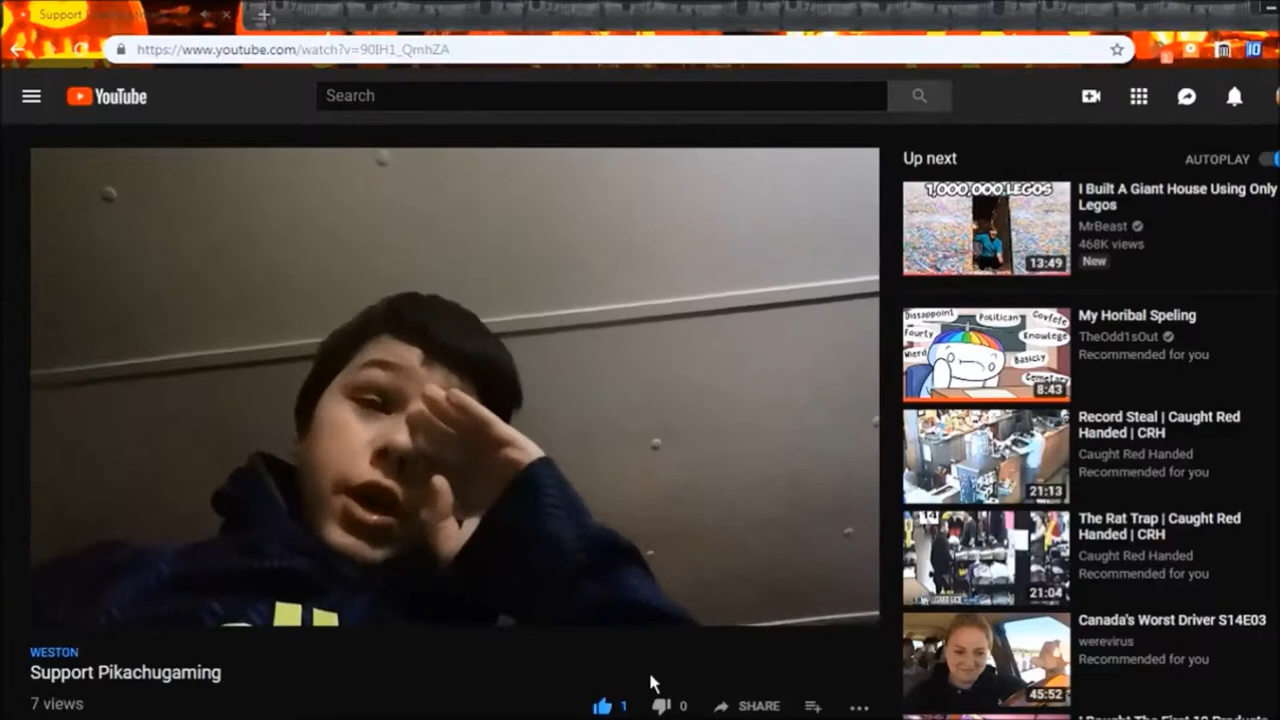 Support
https://www.youtube.com/watch?v=90IH1_QmhZA
YouTube
Search
WESTON
Support Pikachugaming
7 views
1
0
SHARE
Up next
AUTOPLAY
1,000,000 LEGOS
13:49
I Built A Giant House Using Only
Legos
MrBeast
468K views
New
Dissappoint
Politican
Covfefe
Fourty
Knowlege
Wierd
Basicly
8:43
My Horibal Speling
TheOdd1sOut
Recommended for you
21:13
Record Steal | Caught Red
Handed | CRH
Caught Red Handed
Recommended for you
21:04
The Rat Trap | Caught Red
Handed | CRH
Caught Red Handed
Recommended for you
45:52
Canada's Worst Driver S14E03
werevirus
Recommended for you